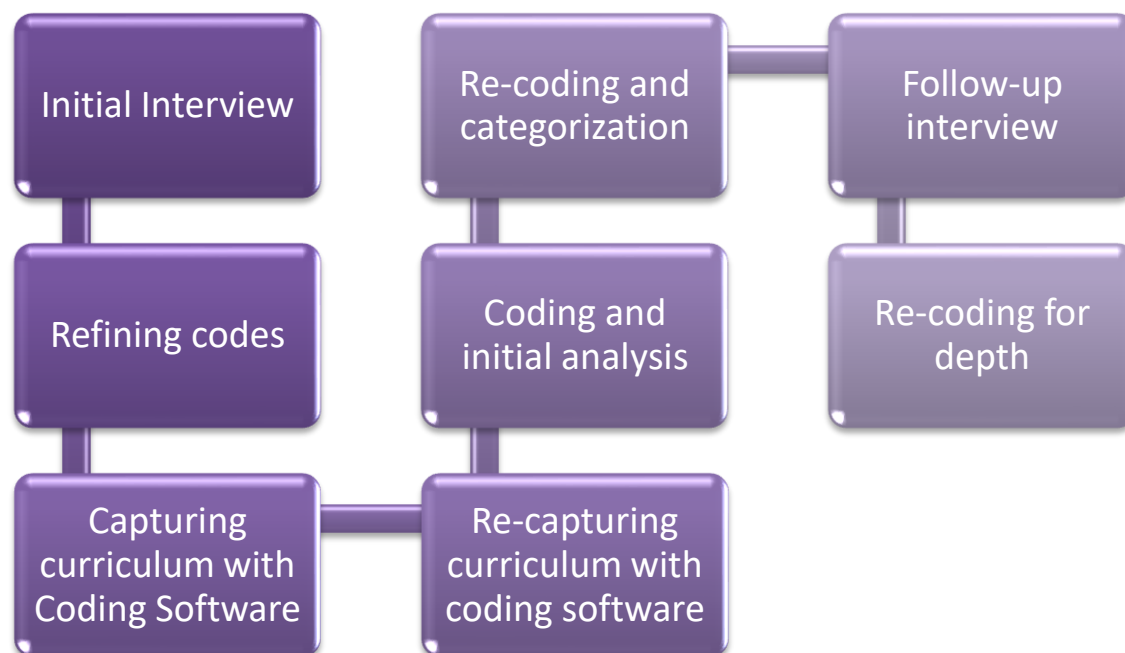 Initial Interview
Refining codes
Capturing
curriculum with
Coding Software
Re-capturing
curriculum with
coding software
Coding and
initial analysis
Re-coding and
categorization
Follow-up
interview
Re-coding for
depth